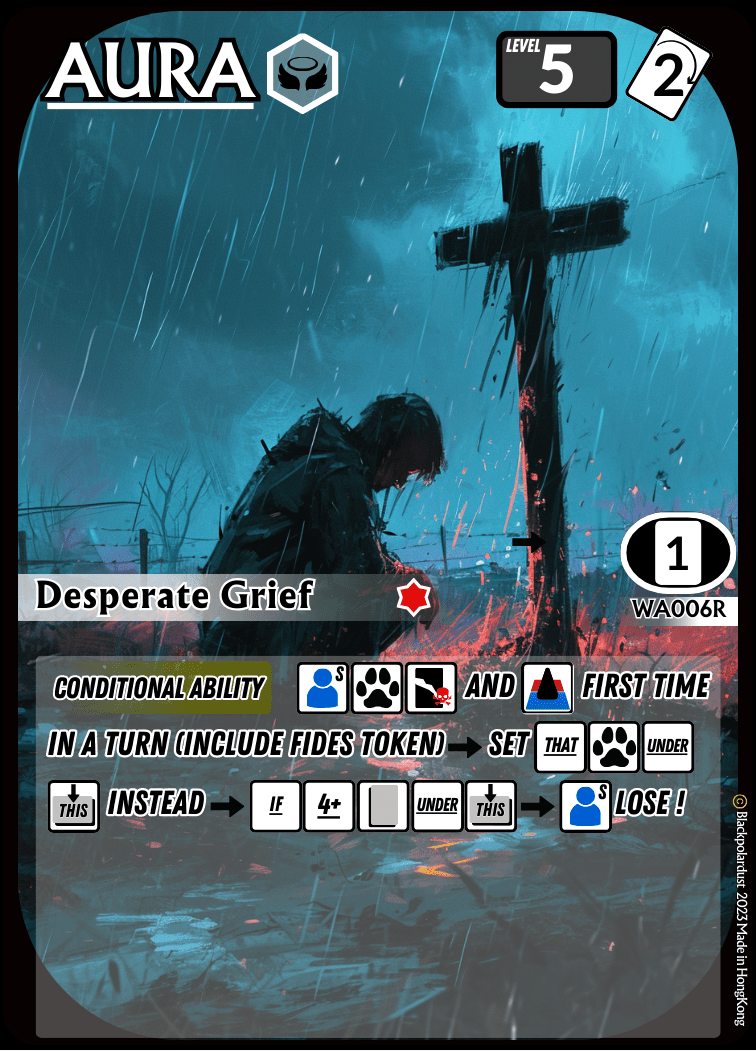 AURA
LEVEL 5 2
1
Desperate Grief
WA006R
CONDITIONAL ABILITY S AND FIRST TIME
IN A TURN (INCLUDE FIDES TOKEN) SET THAT UNDER
THIS INSTEAD IF 4+ UNDER THIS S LOSE !
© Blackpolardust 2023 Made in HongKong